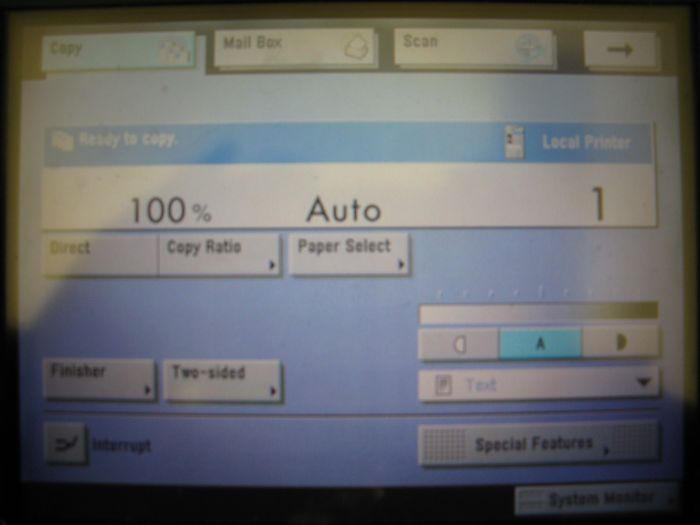 Copy Mail Box Scan
Ready to copy. Local Printer
100% Auto 1
Direct Copy Ratio Paper Select
A
Finisher Two-sided Text
Interrupt Special Features
System Monitor